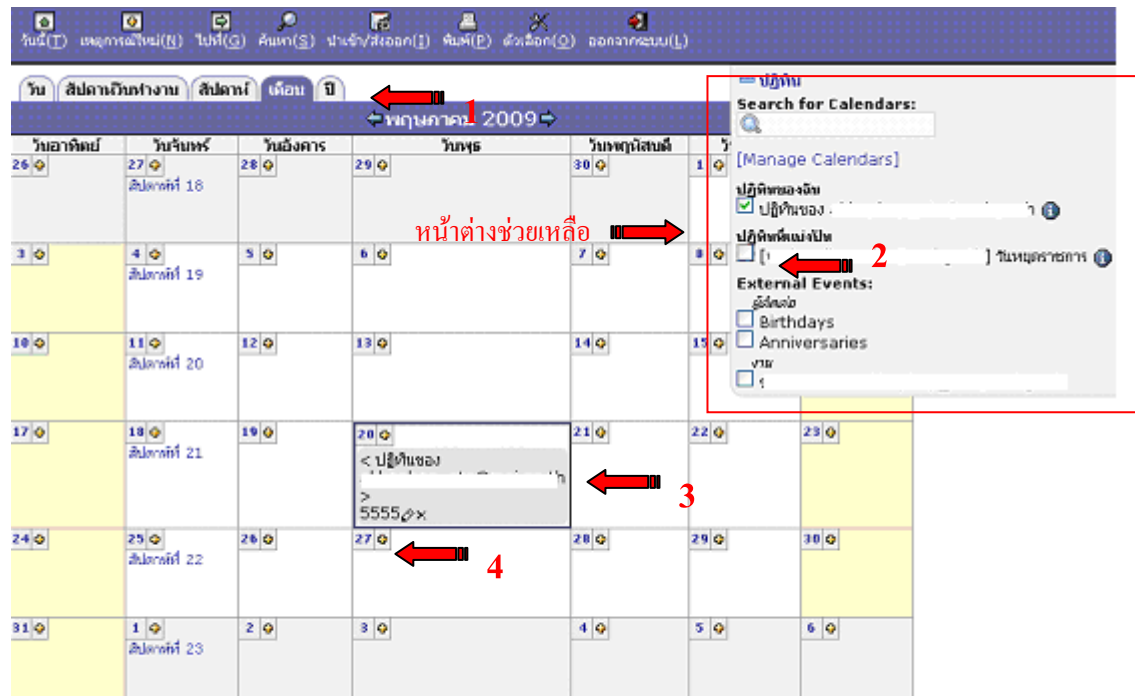 วันนี้(T) เหตุการณ์ใหม่(N) ไปที่(G) ค้นหา(S) นำเข้า/ส่งออก(I) พิมพ์(P) ตัวเลือก(O) ออกจากระบบ(L)
วัน สัปดาห์วันทำงาน สัปดาห์ เดือน ปี
1
พฤษภาคม 2009
วันอาทิตย์ วันจันทร์ วันอังคาร วันพุธ วันพฤหัสบดี วั
ปฏิทิน
Search for Calendars:
[Manage Calendars]
ปฏิทินของฉัน
ปฏิทินของ
ปฏิทินที่แบ่งปัน
[ ] วันหยุดราชการ
2
External Events:
ผู้ติดต่อ
Birthdays
Anniversaries
งาน
หน้าต่างช่วยเหลือ
26 27 28 29 30 1
สัปดาห์ที่ 18
3 4 5 6 7 8
สัปดาห์ที่ 19
10 11 12 13 14 15
สัปดาห์ที่ 20
17 18 19 20 21 22 23
สัปดาห์ที่ 21
< ปฏิทินของ
>
5555
3
24 25 26 27 28 29 30
สัปดาห์ที่ 22
4
31 1 2 3 4 5 6
สัปดาห์ที่ 23